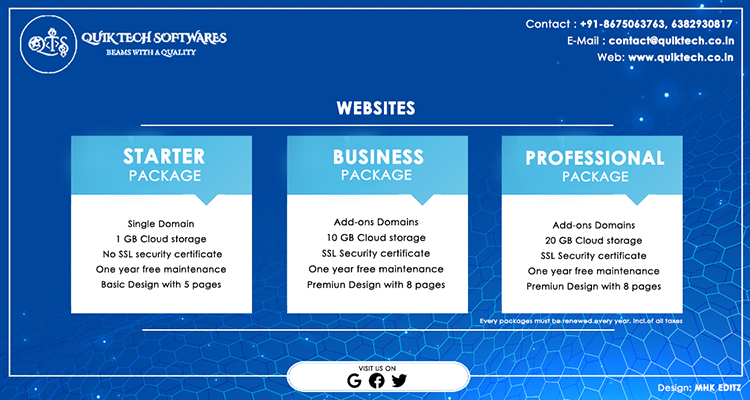 QTS
QUIK TECH SOFTWARES
BEAMS WITH A QUALITY
Contact : +91-8675063763, 6382930817
E-Mail : contact@quiktech.co.in
Web: www.quiktech.co.in
WEBSITES
STARTER
PACKAGE
Single Domain
1 GB Cloud storage
No SSL security certificate
One year free maintenance
Basic Design with 5 pages
BUSINESS
PACKAGE
Add-ons Domains
10 GB Cloud storage
SSL Security certificate
One year free maintenance
Premiun Design with 8 pages
PROFESSIONAL
PACKAGE
Add-ons Domains
20 GB Cloud storage
SSL Security certificate
One year free maintenance
Premiun Design with 8 pages
Every packages must be renewed every year. Incl.of all taxes
VISIT US ON
G
Design: MHK EDITZ